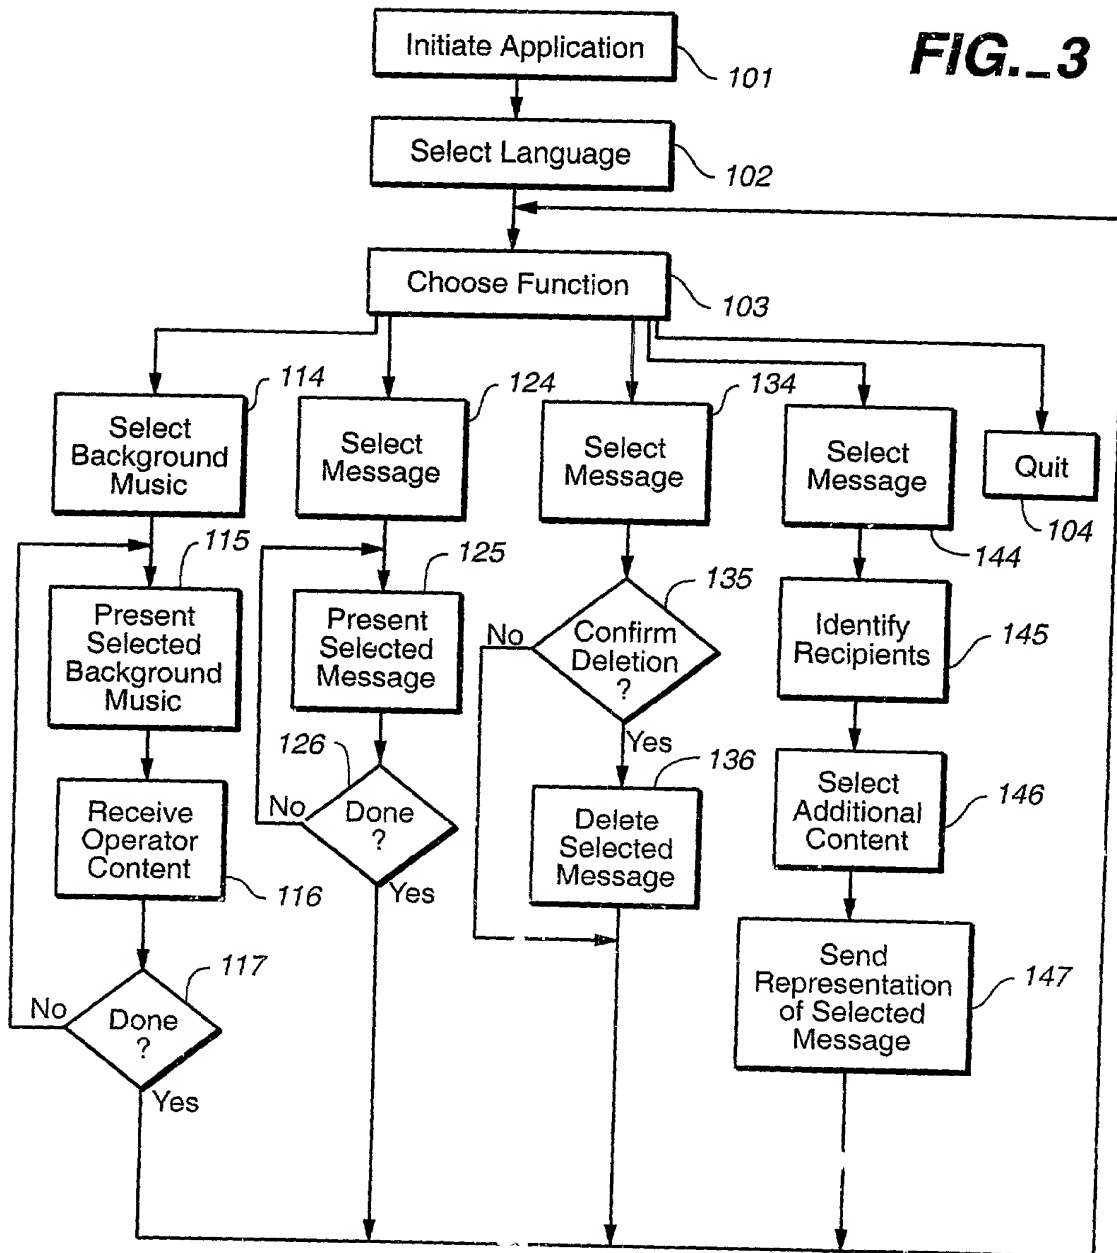 FIG._3
Initiate Application
101
Select Language
102
Choose Function
103
114
Select
Background
Music
124
Select
Message
134
Select
Message
Select
Message
144
Quit
104
115
Present
Selected
Background
Music
125
Present
Selected
Message
135
No
Confirm
Deletion
?
Yes
Identify
Recipients
145
Receive
Operator
Content
116
126
No
Done
?
Yes
136
Delete
Selected
Message
Select
Additional
Content
146
117
No
Done
?
Yes
Send
Representation
of Selected
Message
147